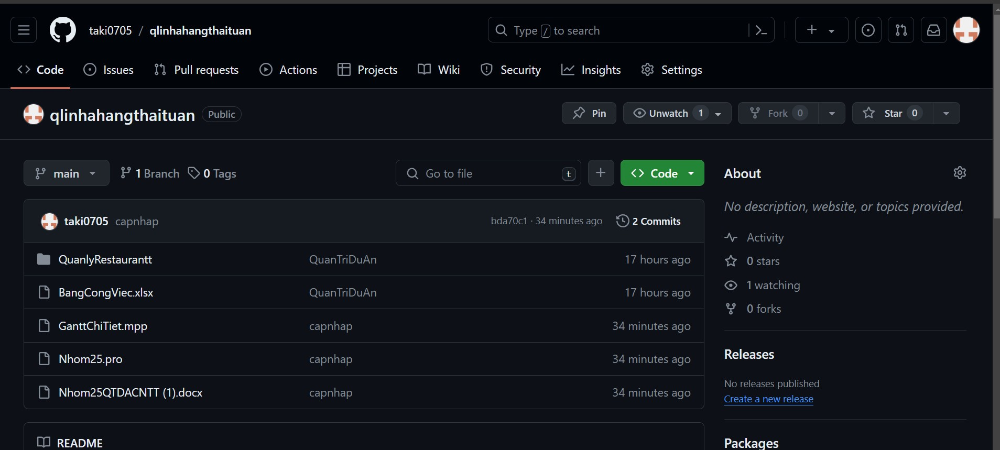 taki0705 / qlinhahangthaituan
Type / to search
Code Issues Pull requests Actions Projects Wiki Security Insights Settings
qlinhahangthaituan Public
Pin Unwatch 1 Fork 0 Star 0
main 1 Branch 0 Tags
Go to file t
Code
taki0705 capnhap bda70c1 · 34 minutes ago 2 Commits
QuanlyRestaurantt QuanTriDuAn 17 hours ago
BangCongViec.xlsx QuanTriDuAn 17 hours ago
GanttChiTiet.mpp capnhap 34 minutes ago
Nhom25.pro capnhap 34 minutes ago
Nhom25QTDACNTT (1).docx capnhap 34 minutes ago
README
About
No description, website, or topics provided.
Activity
0 stars
1 watching
0 forks
Releases
No releases published
Create a new release
Packages